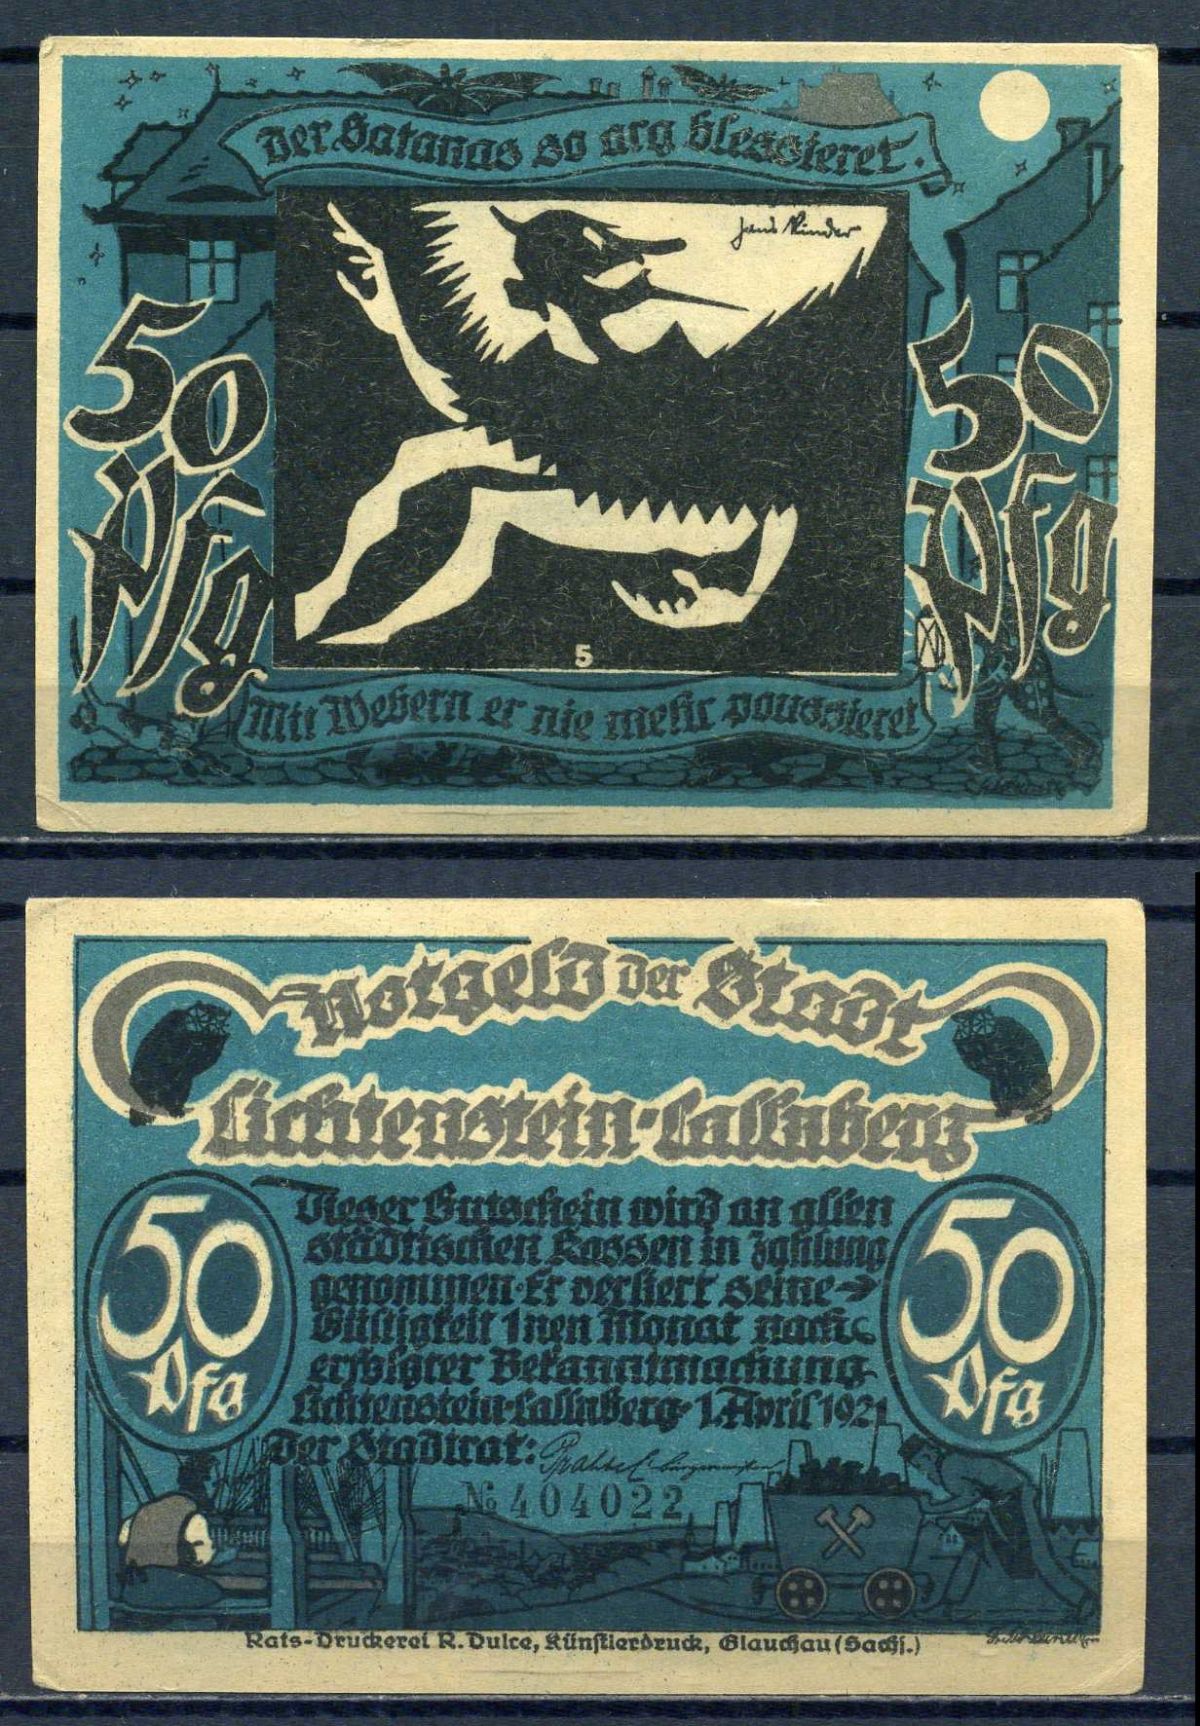 Der Satanas so arg blessieret.
Hans Rinder
50
Pfg
50
Pfg
5
Mit Webern er nie mehr poussieret
Notgeld der Stadt
Lichtenstein-Callnberg
50
Pfg
50
Pfg
Dieser Gutschein wird an allen
städtischen Kassen in Zahlung
genommen · Er verliert seine
Gültigkeit 1nen Monat nach
erfolgter Bekanntmachung
Lichtenstein-Callnberg · 1. April 1921
Der Stadtrat:
Bürgermeister
№ 404022
Rats-Druckerei R. Dulce, Künstlerdruck, Glauchau (Sachs.)